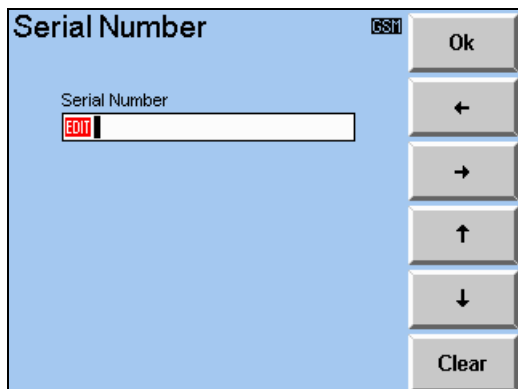 Serial Number
GSM
Ok
Serial Number
EDIT
←
→
↑
↓
Clear